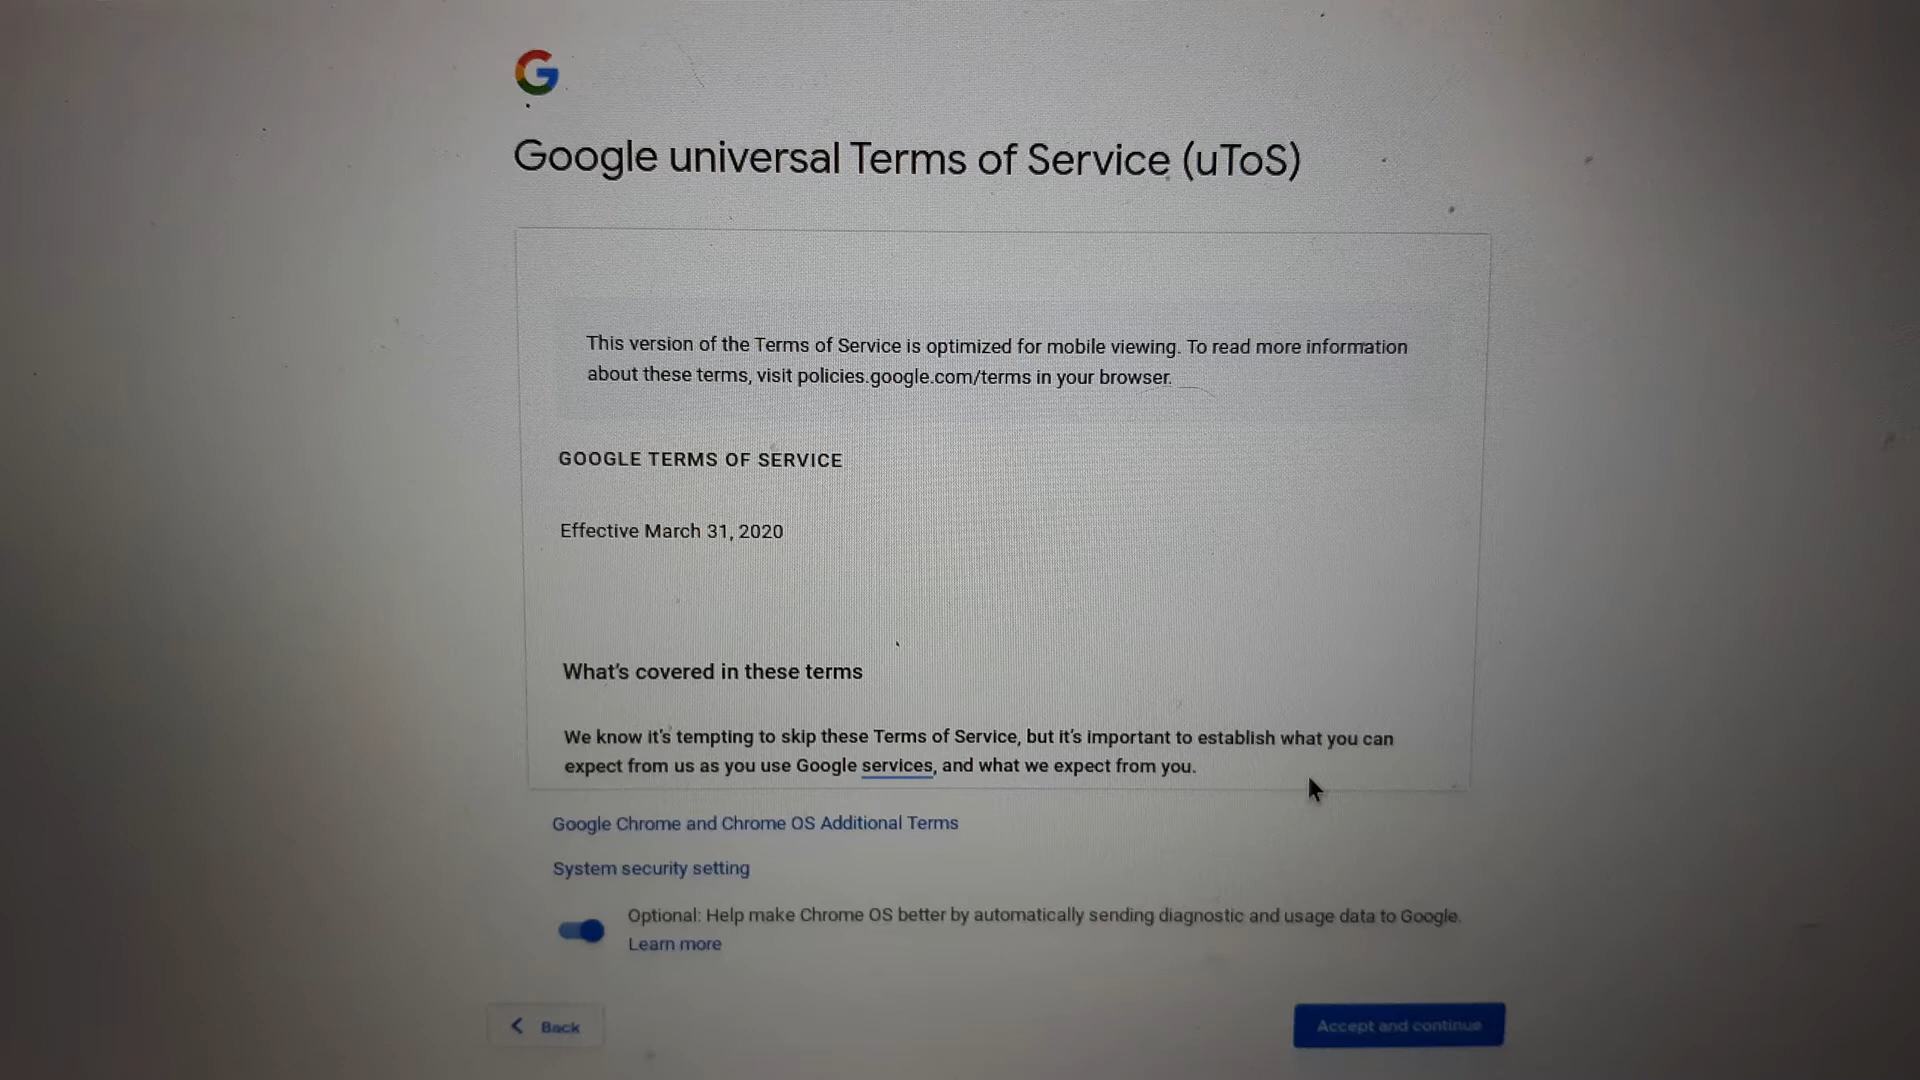 Google universal Terms of Service (uToS)
This version of the Terms of Service is optimized for mobile viewing. To read more information
about these terms, visit policies.google.com/terms in your browser.
GOOGLE TERMS OF SERVICE
Effective March 31, 2020
What's covered in these terms
We know it's tempting to skip these Terms of Service, but it's important to establish what you can
expect from us as you use Google services, and what we expect from you.
Google Chrome and Chrome OS Additional Terms
System security setting
Optional: Help make Chrome OS better by automatically sending diagnostic and usage data to Google.
Learn more
Back
Accept and continue